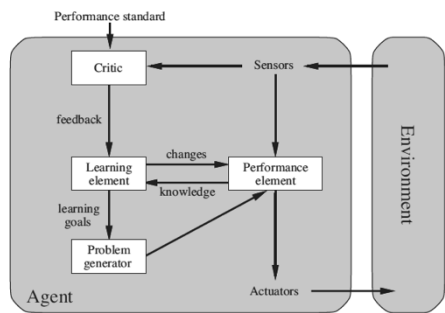 Performance standard
Critic
Sensors
feedback
changes
Learning
element
Performance
element
knowledge
learning
goals
Problem
generator
Agent
Actuators
Environment